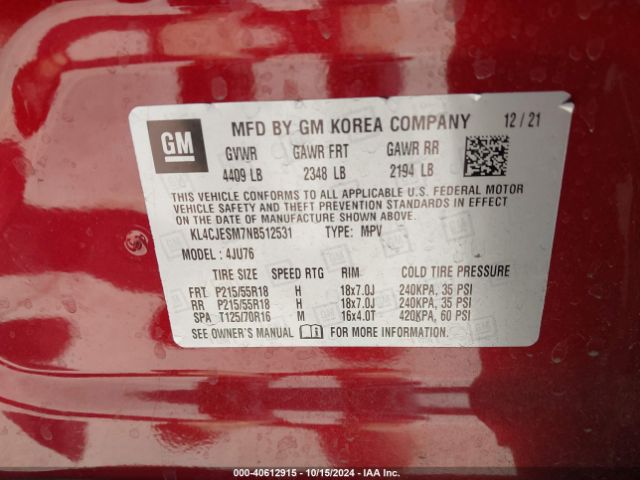 GM
MFD BY GM KOREA COMPANY 12 / 21
GVWR GAWR FRT GAWR RR
4409 LB 2348 LB 2194 LB
THIS VEHICLE CONFORMS TO ALL APPLICABLE U.S. FEDERAL MOTOR
VEHICLE SAFETY AND THEFT PREVENTION STANDARDS IN EFFECT
ON THE DATE OF MANUFACTURE SHOWN ABOVE.
KL4CJESM7NB512531 TYPE: MPV
MODEL : 4JU76
TIRE SIZE SPEED RTG RIM COLD TIRE PRESSURE
FRT P215/55R18 H 18x7.0J 240KPA, 35 PSI
RR P215/55R18 H 18x7.0J 240KPA, 35 PSI
SPA T125/70R16 M 16x4.0T 420KPA, 60 PSI
SEE OWNER'S MANUAL FOR MORE INFORMATION
000-40612915 - 10/15/2024 - IAA Inc.